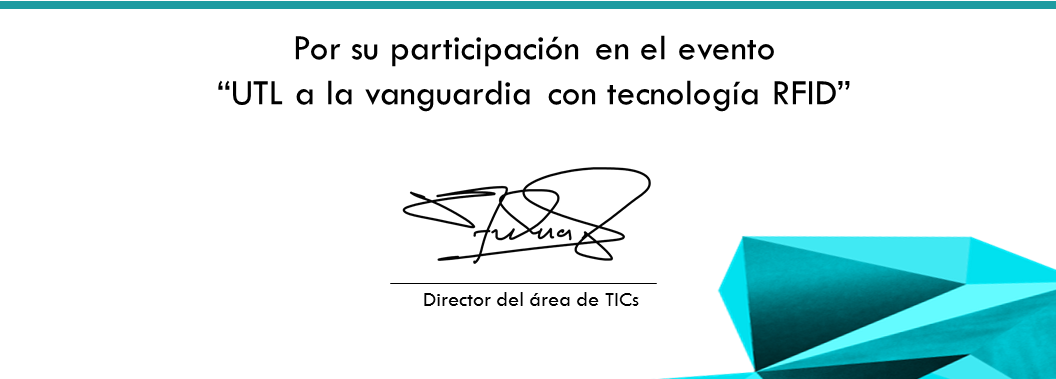 Por su participación en el evento
“UTL a la vanguardia con tecnología RFID”
Director del área de TICs